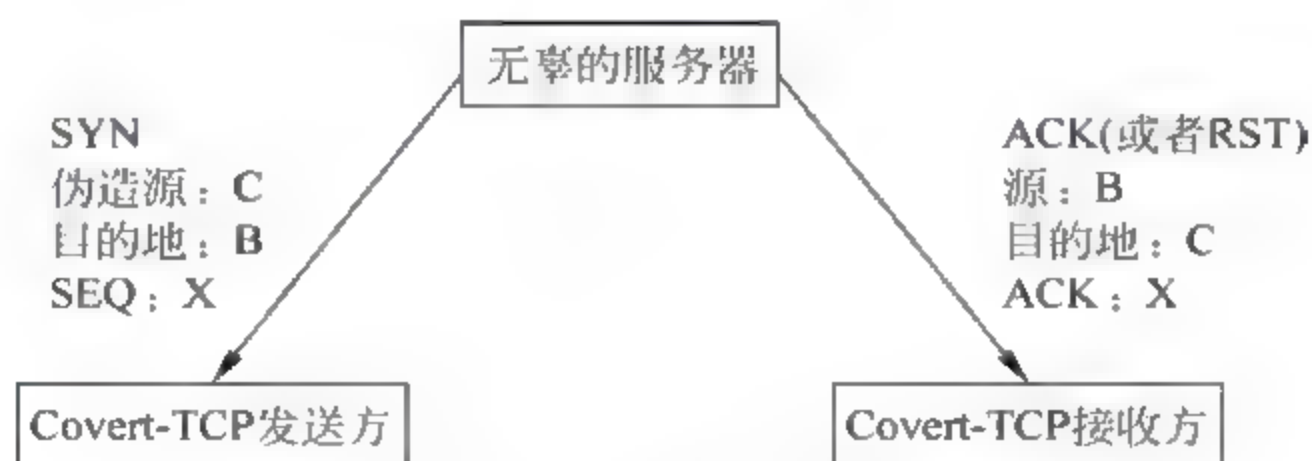 无辜的服务器
SYN
伪造源：C
目的地：B
SEQ：X
ACK(或者RST)
源：B
目的地：C
ACK：X
Covert-TCP发送方
Covert-TCP接收方